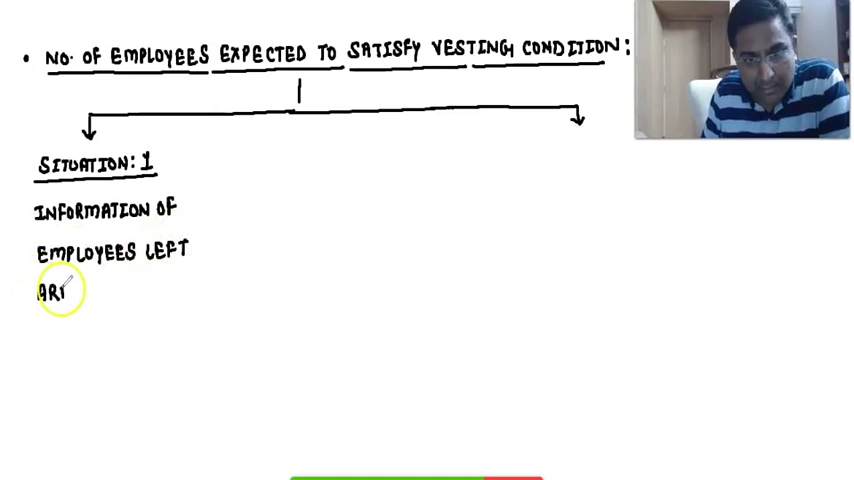 • NO. OF EMPLOYEES EXPECTED TO SATISFY VESTING CONDITION:
SITUATION: 1
INFORMATION OF
EMPLOYEES LEFT